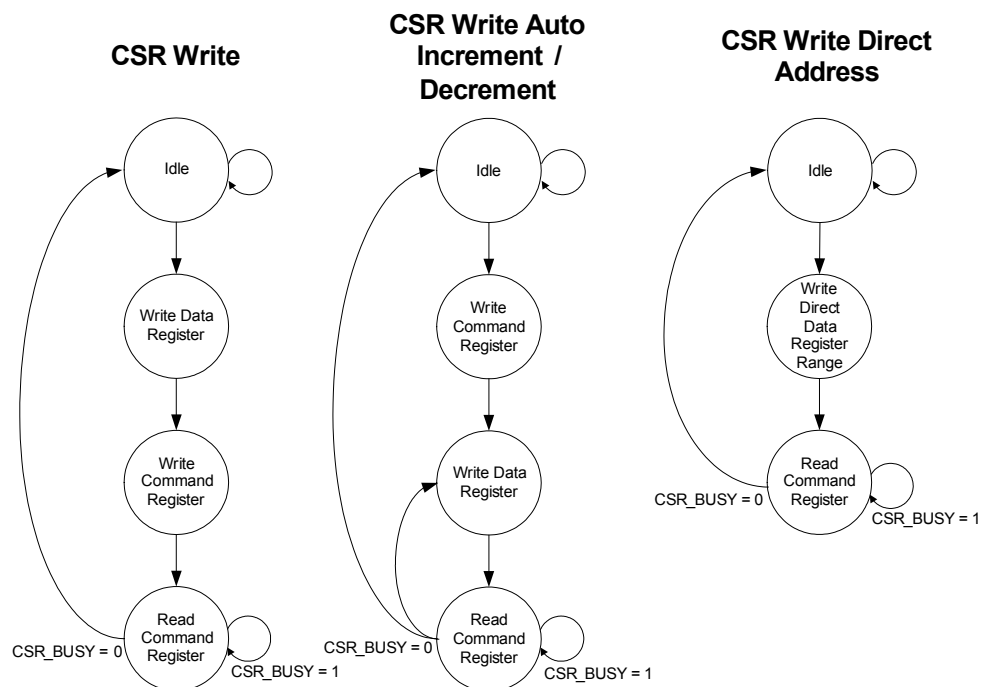 CSR Write
Idle
Write Data
Register
Write
Command
Register
Read
Command
Register
CSR_BUSY = 0
CSR_BUSY = 1
CSR Write Auto
Increment /
Decrement
Idle
Write
Command
Register
Write Data
Register
Read
Command
Register
CSR_BUSY = 0
CSR_BUSY = 1
CSR Write Direct
Address
Idle
Write
Direct
Data
Register
Range
Read
Command
Register
CSR_BUSY = 0
CSR_BUSY = 1